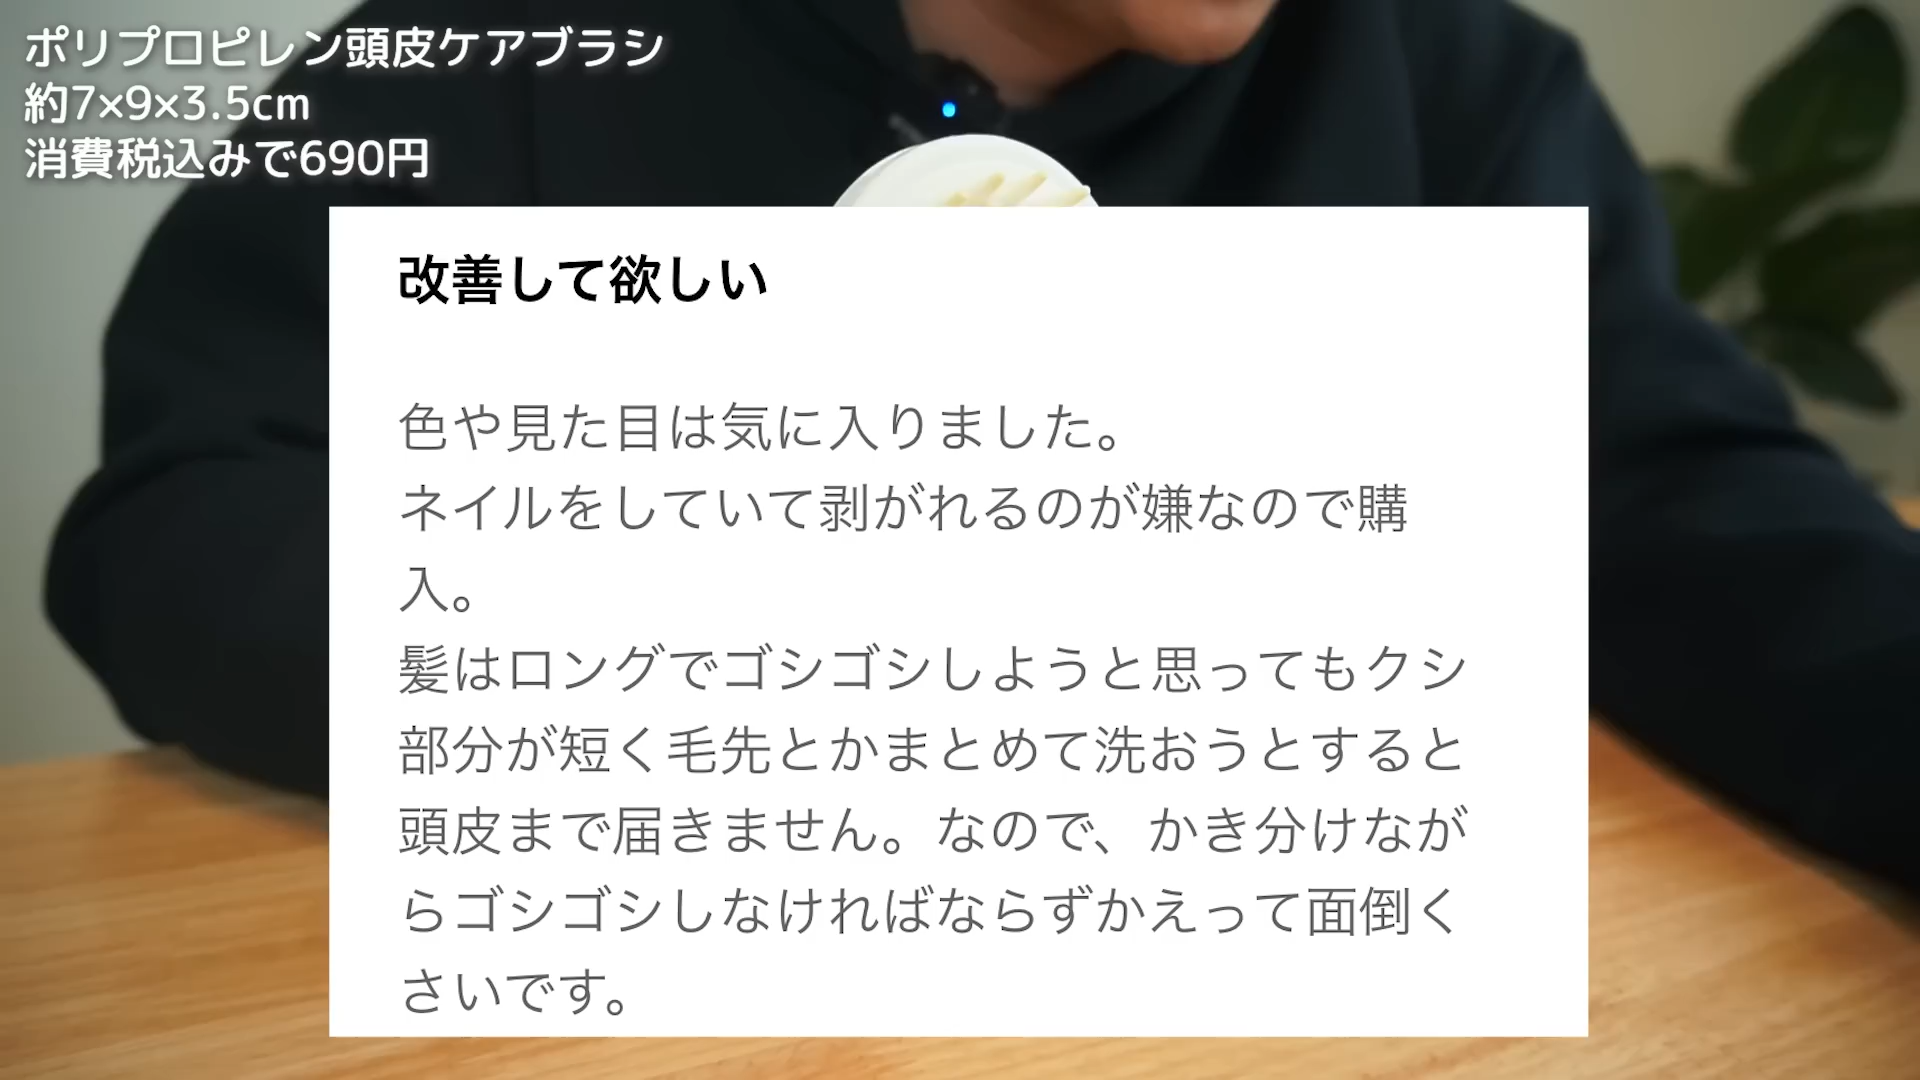 ポリプロピレン頭皮ケアブラシ
約7×9×3.5cm
消費税込みで690円
改善して欲しい
色や見た目は気に入りました。
ネイルをしていて剥がれるのが嫌なので購
入。
髪はロングでゴシゴシしようと思ってもクシ
部分が短く毛先とかまとめて洗おうとすると
頭皮まで届きません。なので、かき分けなが
らゴシゴシしなければならずかえって面倒く
さいです。